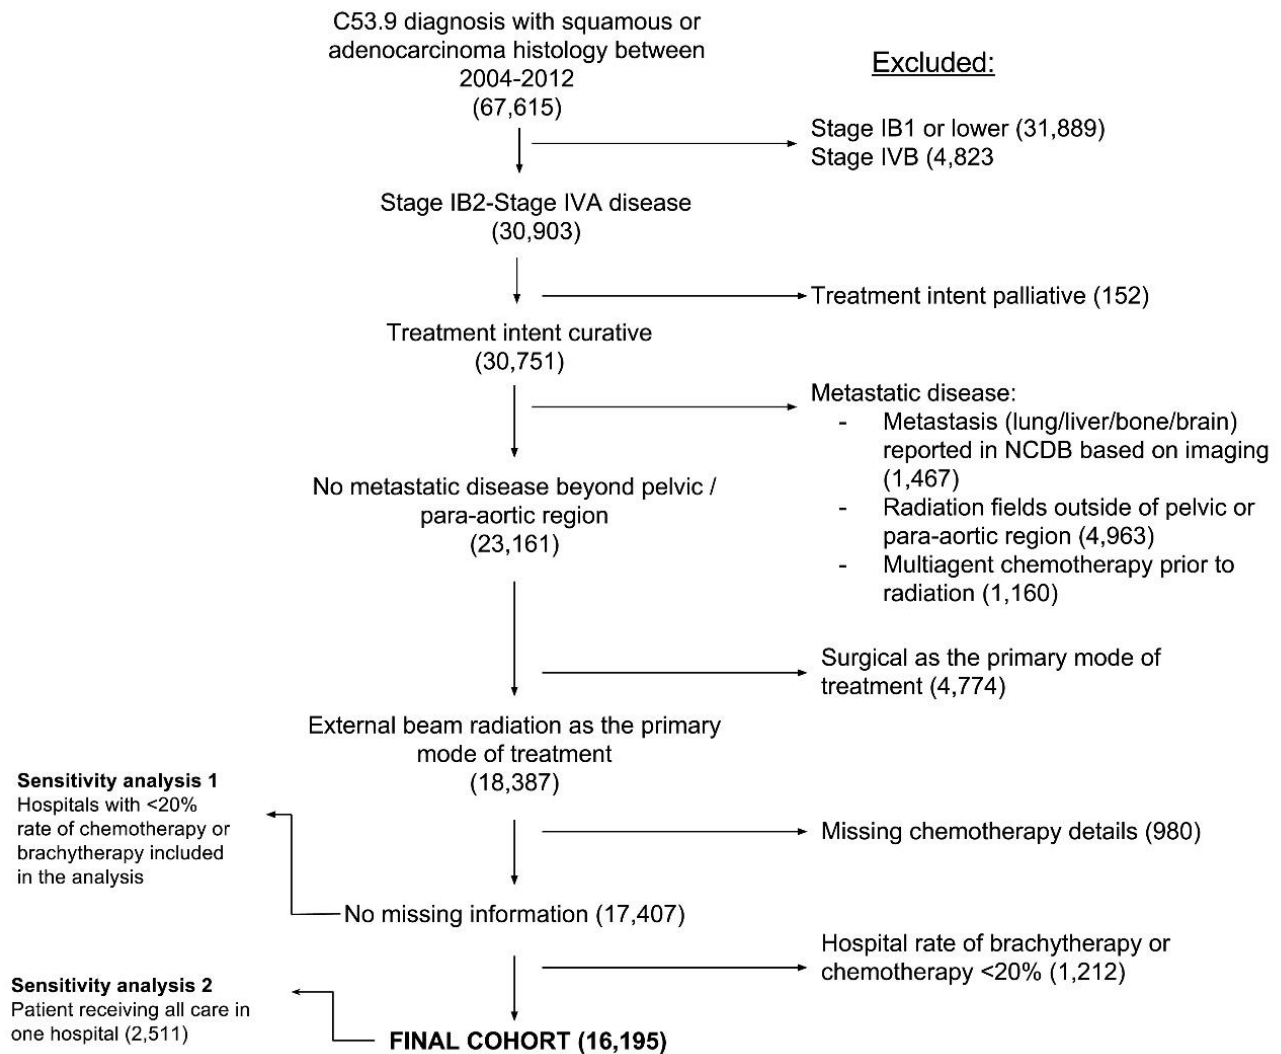 C53.9 diagnosis with squamous or
adenocarcinoma histology between
2004-2012
(67,615)
Excluded:
Stage IB1 or lower (31,889)
Stage IVB (4,823
Stage IB2-Stage IVA disease
(30,903)
Treatment intent palliative (152)
Treatment intent curative
(30,751)
Metastatic disease:
- Metastasis (lung/liver/bone/brain)
reported in NCDB based on imaging
(1,467)
- Radiation fields outside of pelvic or
para-aortic region (4,963)
- Multiagent chemotherapy prior to
radiation (1,160)
No metastatic disease beyond pelvic /
para-aortic region
(23,161)
Surgical as the primary mode of
treatment (4,774)
External beam radiation as the primary
mode of treatment
(18,387)
Sensitivity analysis 1
Hospitals with <20%
rate of chemotherapy or
brachytherapy included
in the analysis
Missing chemotherapy details (980)
No missing information (17,407)
Hospital rate of brachytherapy or
chemotherapy <20% (1,212)
Sensitivity analysis 2
Patient receiving all care in
one hospital (2,511)
FINAL COHORT (16,195)